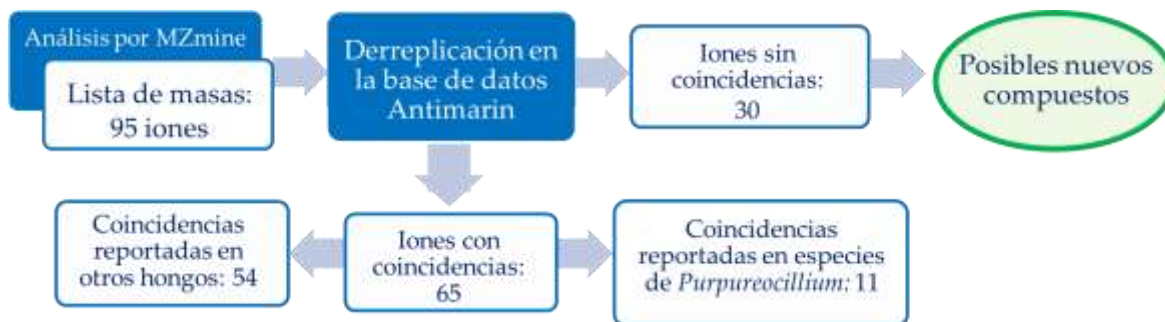 Análisis por MZmine
Lista de masas:
95 iones
Derreplicación en
la base de datos
Antimarin
Iones sin
coincidencias:
30
Posibles nuevos
compuestos
Coincidencias
reportadas en
otros hongos: 54
Iones con
coincidencias:
65
Coincidencias
reportadas en especies
de Purpureocillium: 11